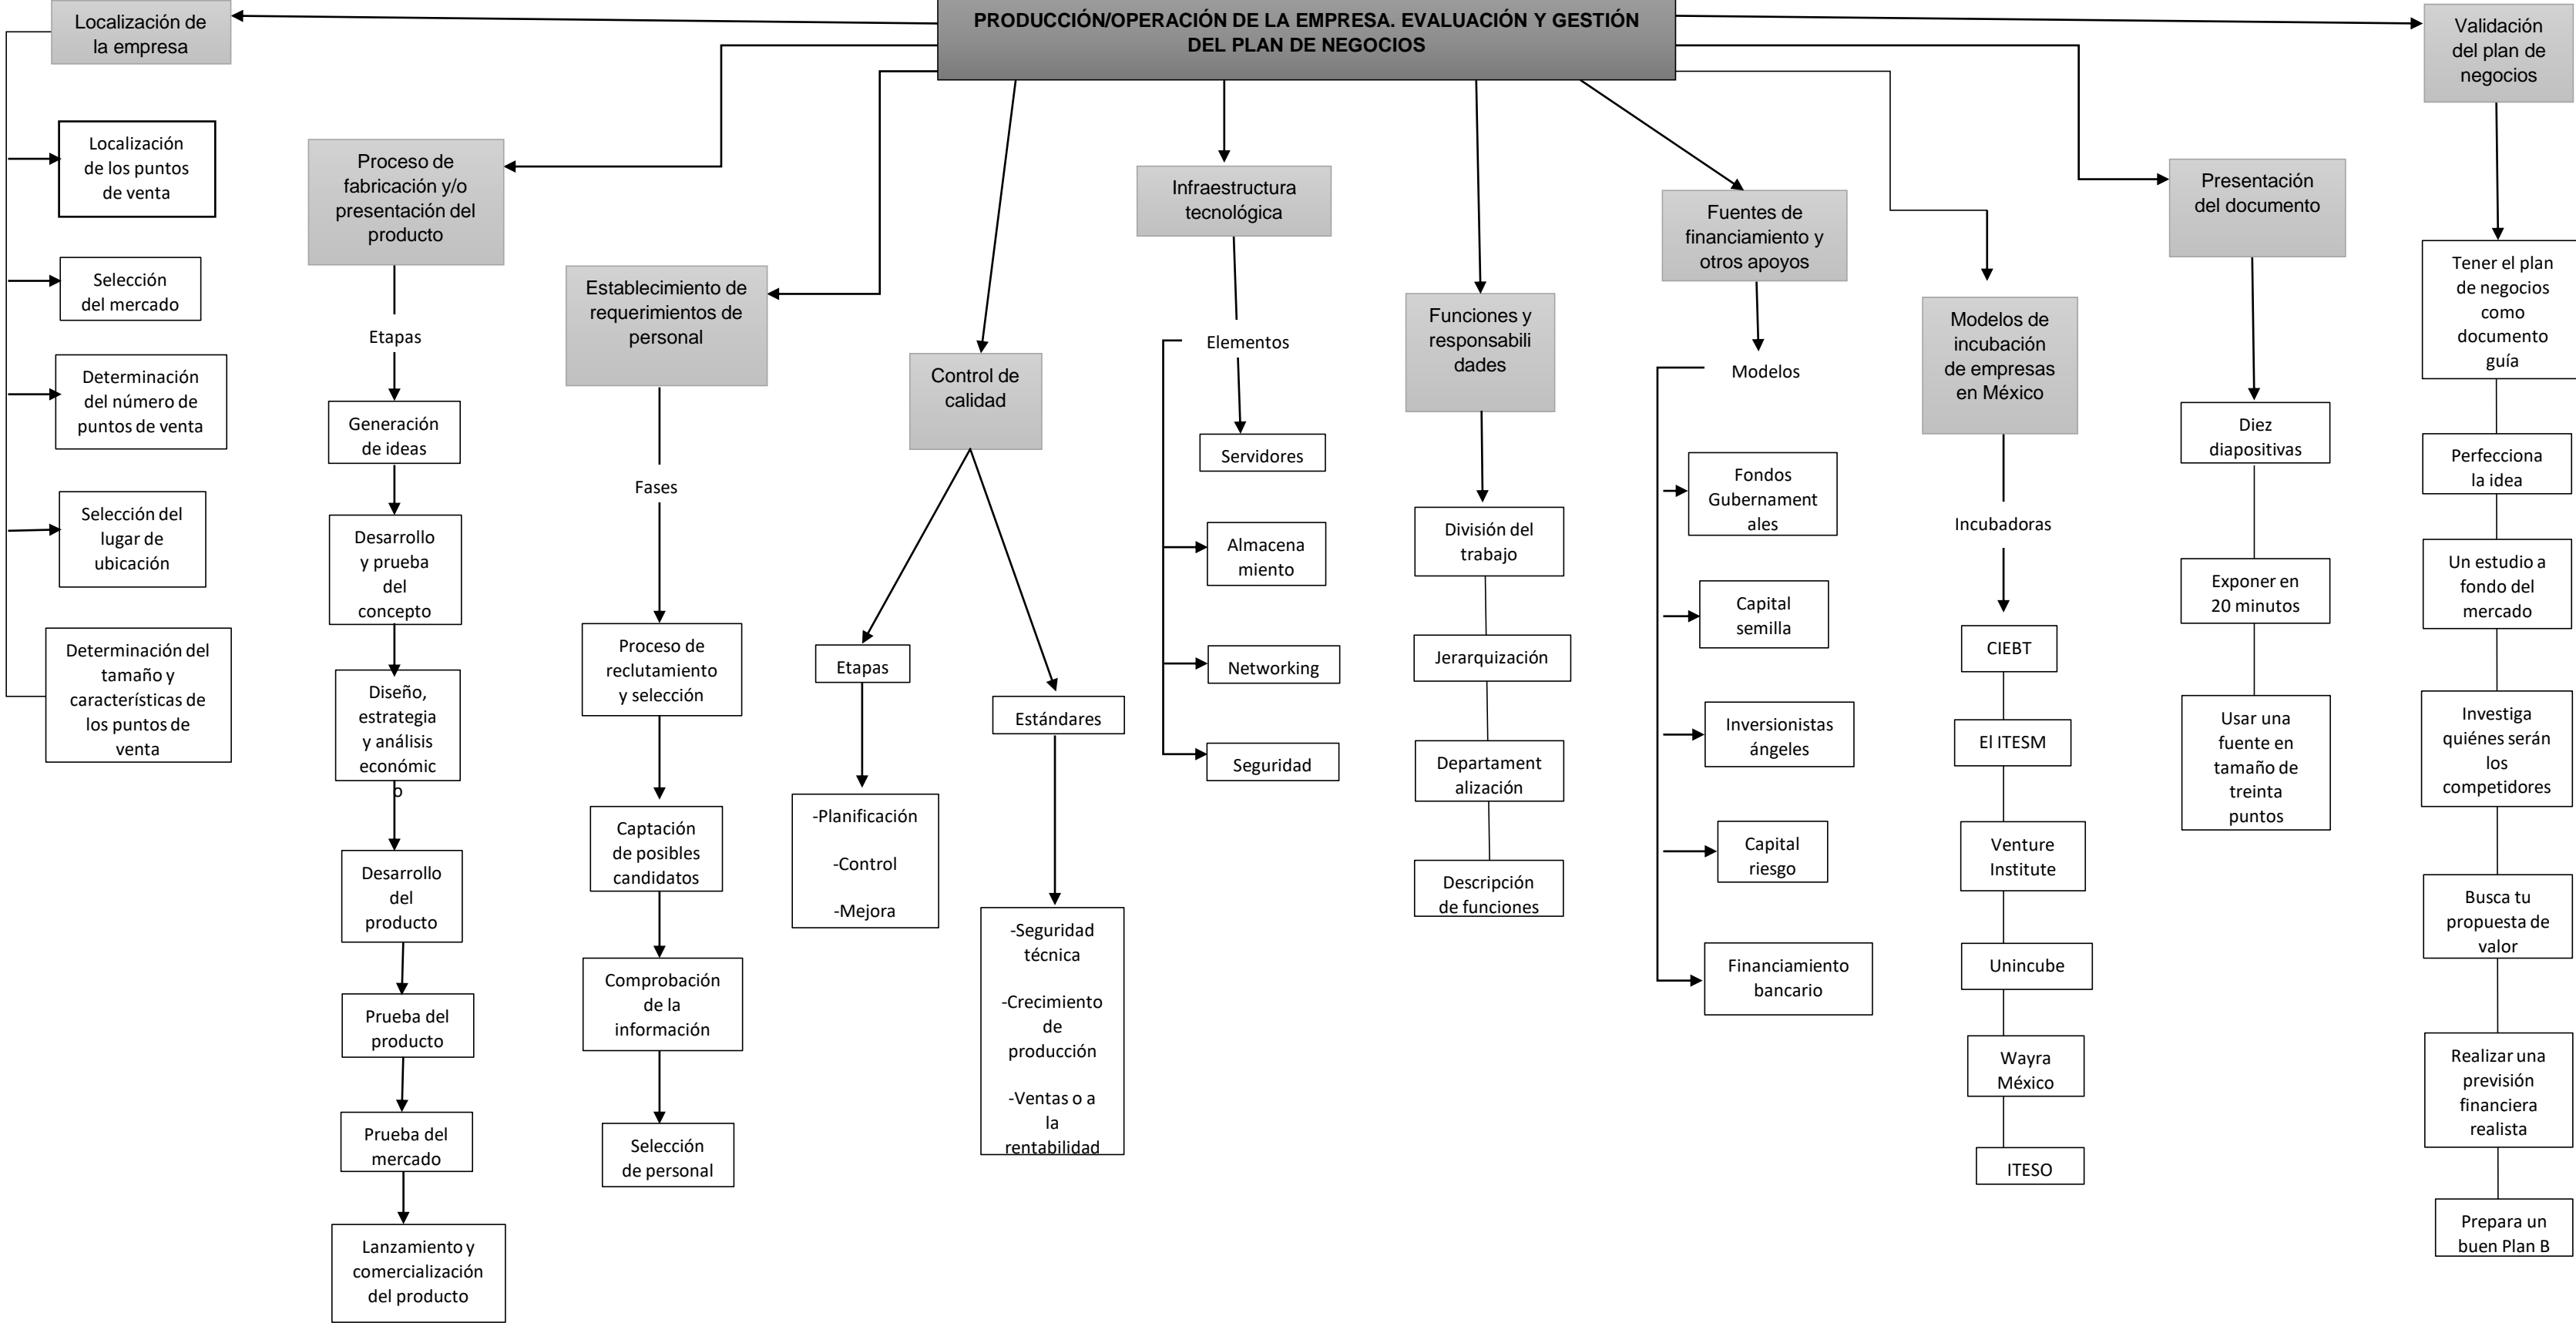 PRODUCCIÓN/OPERACIÓN DE LA EMPRESA. EVALUACIÓN Y GESTIÓN
DEL PLAN DE NEGOCIOS
Localización de
la empresa
Localización
de los puntos
de venta
Selección
del mercado
Determinación
del número de
puntos de venta
Selección del
lugar de
ubicación
Determinación del
tamaño y
características de
los puntos de
venta
Proceso de
fabricación y/o
presentación del
producto
Etapas
Generación
de ideas
Desarrollo
y prueba
del
concepto
Diseño,
estrategia
y análisis
económic
o
Desarrollo
del
producto
Prueba del
producto
Prueba del
mercado
Lanzamiento y
comercialización
del producto
Establecimiento de
requerimientos de
personal
Fases
Proceso de
reclutamiento
y selección
Captación
de posibles
candidatos
Comprobación
de la
información
Selección
de personal
Control de
calidad
Etapas
-Planificación
-Control
-Mejora
Estándares
-Seguridad
técnica
-Crecimiento
de
producción
-Ventas o a
la
rentabilidad
Infraestructura
tecnológica
Elementos
Servidores
Almacena
miento
Networking
Seguridad
Funciones y
responsabili
dades
División del
trabajo
Jerarquización
Departament
alización
Descripción
de funciones
Fuentes de
financiamiento y
otros apoyos
Modelos
Fondos
Gubernament
ales
Capital
semilla
Inversionistas
ángeles
Capital
riesgo
Financiamiento
bancario
Modelos de
incubación
de empresas
en México
Incubadoras
CIEBT
El ITESM
Venture
Institute
Unincube
Wayra
México
ITESO
Presentación
del documento
Diez
diapositivas
Exponer en
20 minutos
Usar una
fuente en
tamaño de
treinta
puntos
Validación
del plan de
negocios
Tener el plan
de negocios
como
documento
guía
Perfecciona
la idea
Un estudio a
fondo del
mercado
Investiga
quiénes serán
los
competidores
Busca tu
propuesta de
valor
Realizar una
previsión
financiera
realista
Prepara un
buen Plan B